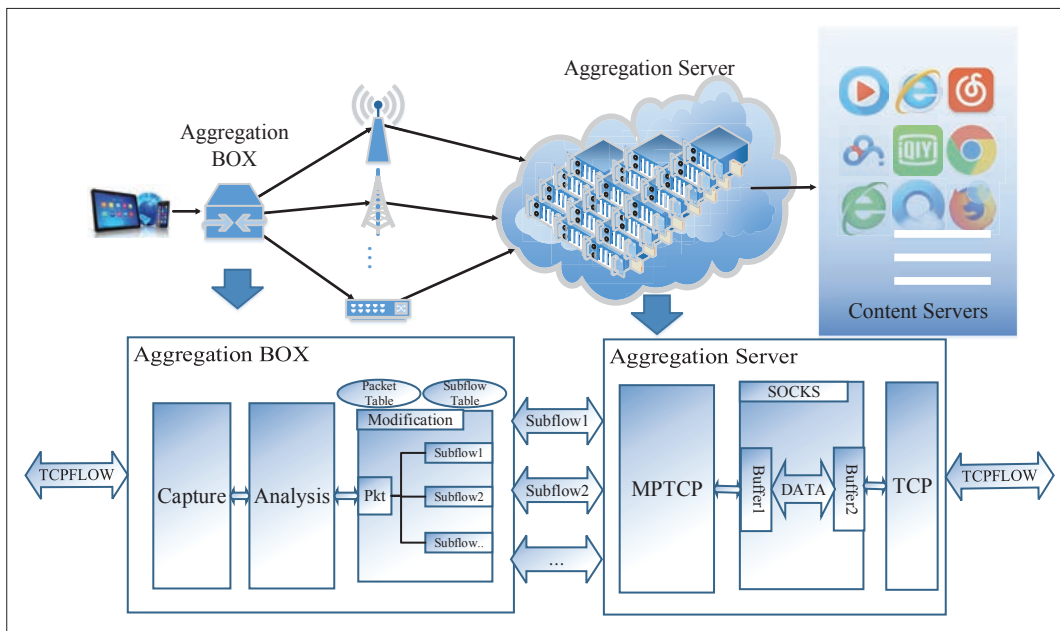 Aggregation Server
Aggregation
BOX
iQIY
Content Servers
Aggregation BOX
Packet
Table
Subflow
Table
Modification
Capture
Analysis
Pkt
Subflow1
Subflow2
Subflow..
TCPFLOW
Subflow1
Subflow2
...
Aggregation Server
MPTCP
SOCKS
Buffer1
DATA
Buffer2
TCP
TCPFLOW